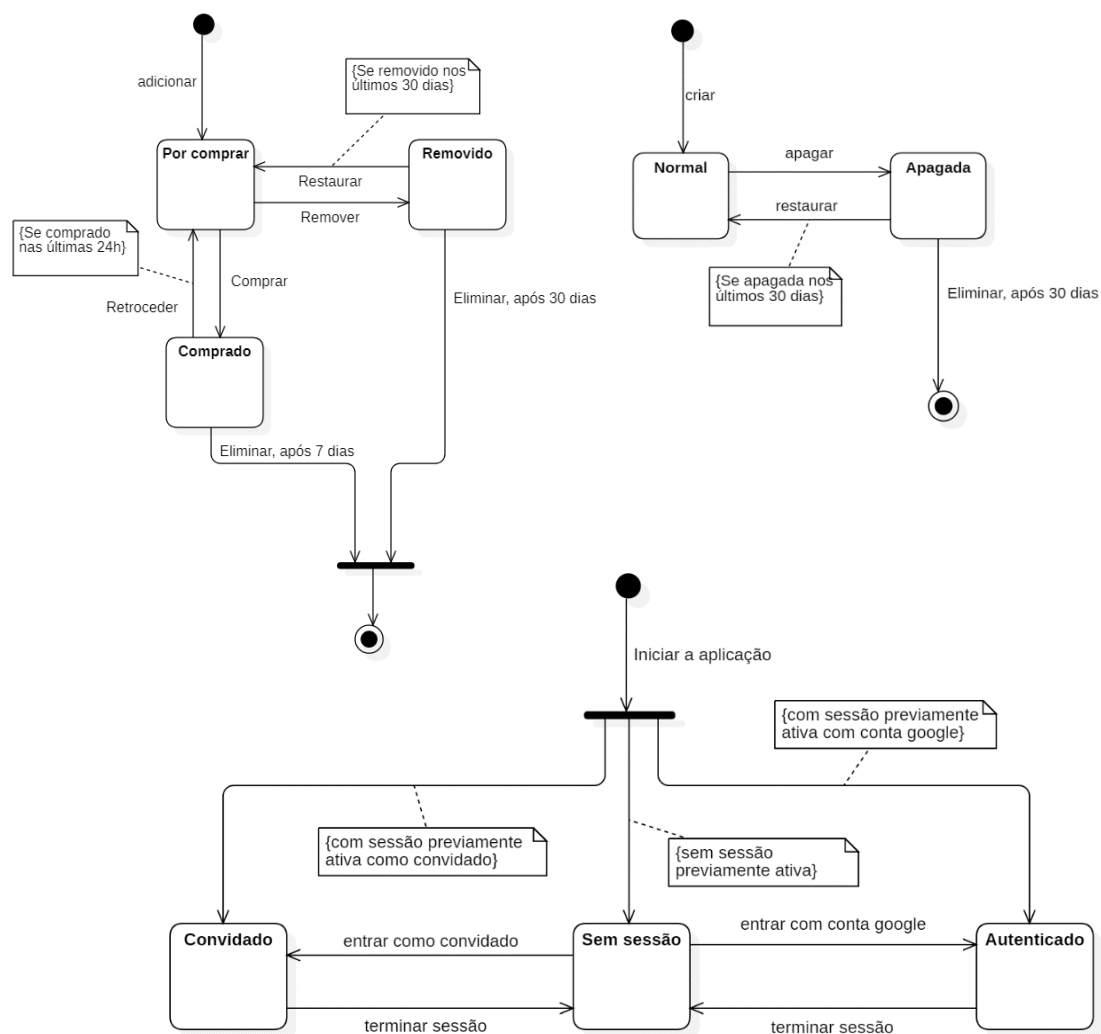 adicionar
{Se removido nos
últimos 30 dias}
Por comprar
Removido
Restaurar
Remover
{Se comprado
nas últimas 24h}
Comprar
Retroceder
Eliminar, após 30 dias
Comprado
Eliminar, após 7 dias
criar
Normal
apagar
Apagada
restaurar
{Se apagada nos
últimos 30 dias}
Eliminar, após 30 dias
Iniciar a aplicação
{com sessão previamente
ativa com conta google}
{com sessão previamente
ativa como convidado}
{sem sessão
previamente ativa}
Convidado
entrar como convidado
Sem sessão
entrar com conta google
Autenticado
terminar sessão
terminar sessão